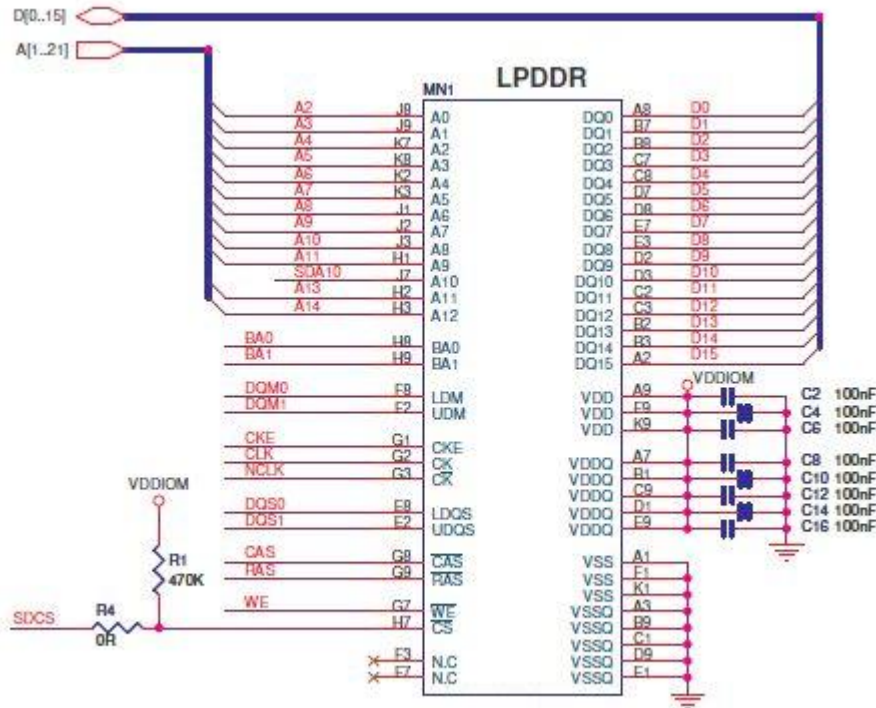 D[0..15]
A[1..21]
LPDDR
MN1
A2 J8 A0 DQ0 A8 D0
A3 J9 A1 DQ1 B7 D1
A4 K7 A2 DQ2 B8 D2
A5 K8 A3 DQ3 C7 D3
A6 K2 A4 DQ4 C8 D4
A7 K3 A5 DQ5 D7 D5
A8 J1 A6 DQ6 D8 D6
A9 J2 A7 DQ7 E7 D7
A10 J3 A8 DQ8 E3 D8
A11 H1 A9 DQ9 D2 D9
SDA10 J7 A10 DQ10 D3 D10
A13 H2 A11 DQ11 C2 D11
A14 H3 A12 DQ12 C3 D12
DQ13 B2 D13
BA0 H8 BA0 DQ14 B3 D14
BA1 H9 BA1 DQ15 A2 D15
VDDIOM
DQM0 F8 LDM VDD A9 C2 100nF
DQM1 F2 UDM VDD F9 C4 100nF
VDD K9 C6 100nF
CKE G1 CKE
CLK G2 CK VDDQ A7 C8 100nF
NCLK G3 CK VDDQ B1 C10 100nF
VDDIOM
VDDQ C9 C12 100nF
DQS0 E8 LDQS VDDQ D1 C14 100nF
DQS1 E2 UDQS VDDQ E9 C16 100nF
R1
470K
CAS G8 CAS VSS A1
RAS G9 RAS VSS F1
VSS K1
WE G7 WE VSSQ A3
SDCS R4 H7 CS VSSQ B9
0R
VSSQ C1
F3 N.C VSSQ D9
F7 N.C VSSQ E1